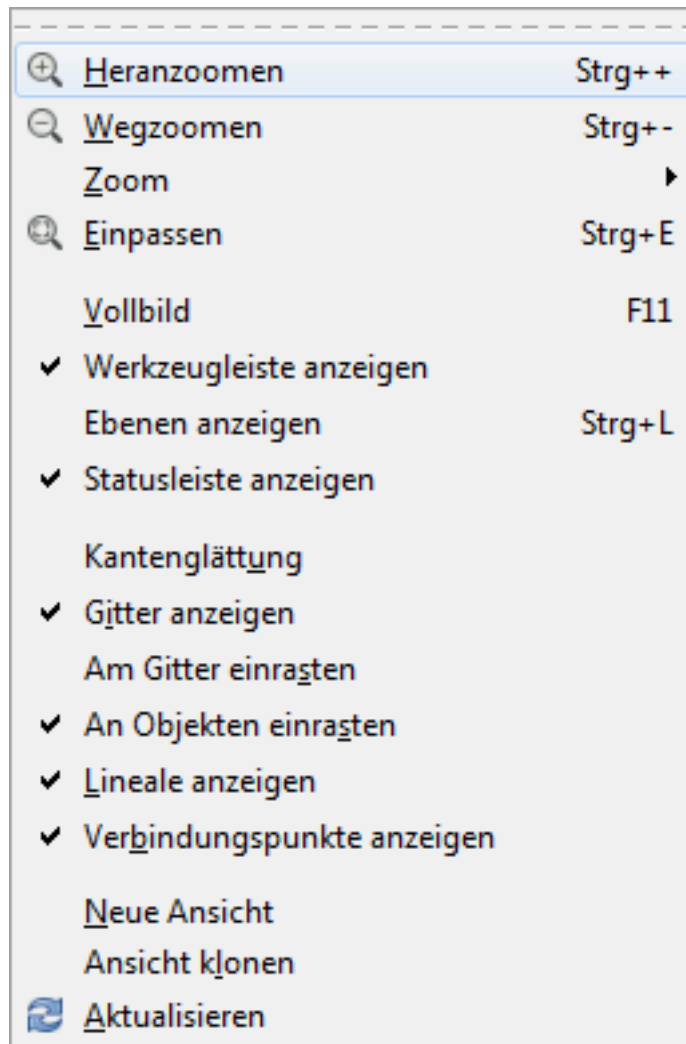 Heranzoomen Strg++
Wegzoomen Strg+-
Zoom
Einpassen Strg+E
Vollbild F11
Werkzeugleiste anzeigen
Ebenen anzeigen Strg+L
Statusleiste anzeigen
Kantenglättung
Gitter anzeigen
Am Gitter einrasten
An Objekten einrasten
Lineale anzeigen
Verbindungspunkte anzeigen
Neue Ansicht
Ansicht klonen
Aktualisieren